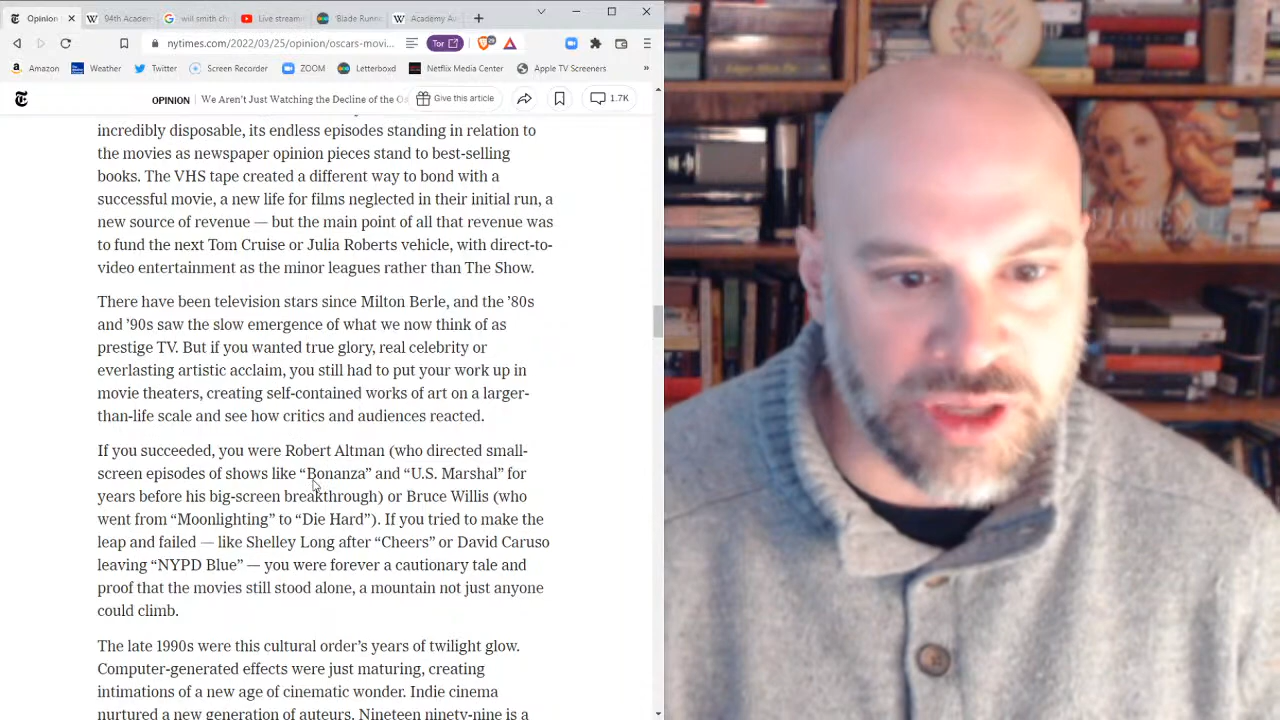 Opinion
94th Academ
will smith ch
Live streami
'Blade Runn
Academy Aw
nytimes.com/2022/03/25/opinion/oscars-movi...
Tor
Amazon
Weather
Twitter
Screen Recorder
ZOOM
Letterboxd
Netflix Media Center
Apple TV Screeners
OPINION | We Aren't Just Watching the Decline of the Os
Give this article
1.7K
incredibly disposable, its endless episodes standing in relation to
the movies as newspaper opinion pieces stand to best-selling
books. The VHS tape created a different way to bond with a
successful movie, a new life for films neglected in their initial run, a
new source of revenue — but the main point of all that revenue was
to fund the next Tom Cruise or Julia Roberts vehicle, with direct-to-
video entertainment as the minor leagues rather than The Show.
There have been television stars since Milton Berle, and the ’80s
and ’90s saw the slow emergence of what we now think of as
prestige TV. But if you wanted true glory, real celebrity or
everlasting artistic acclaim, you still had to put your work up in
movie theaters, creating self-contained works of art on a larger-
than-life scale and see how critics and audiences reacted.
If you succeeded, you were Robert Altman (who directed small-
screen episodes of shows like “Bonanza” and “U.S. Marshal” for
years before his big-screen breakthrough) or Bruce Willis (who
went from “Moonlighting” to “Die Hard”). If you tried to make the
leap and failed — like Shelley Long after “Cheers” or David Caruso
leaving “NYPD Blue” — you were forever a cautionary tale and
proof that the movies still stood alone, a mountain not just anyone
could climb.
The late 1990s were this cultural order’s years of twilight glow.
Computer-generated effects were just maturing, creating
intimations of a new age of cinematic wonder. Indie cinema
nurtured a new generation of auteurs. Nineteen ninety-nine is a
FLORENCE